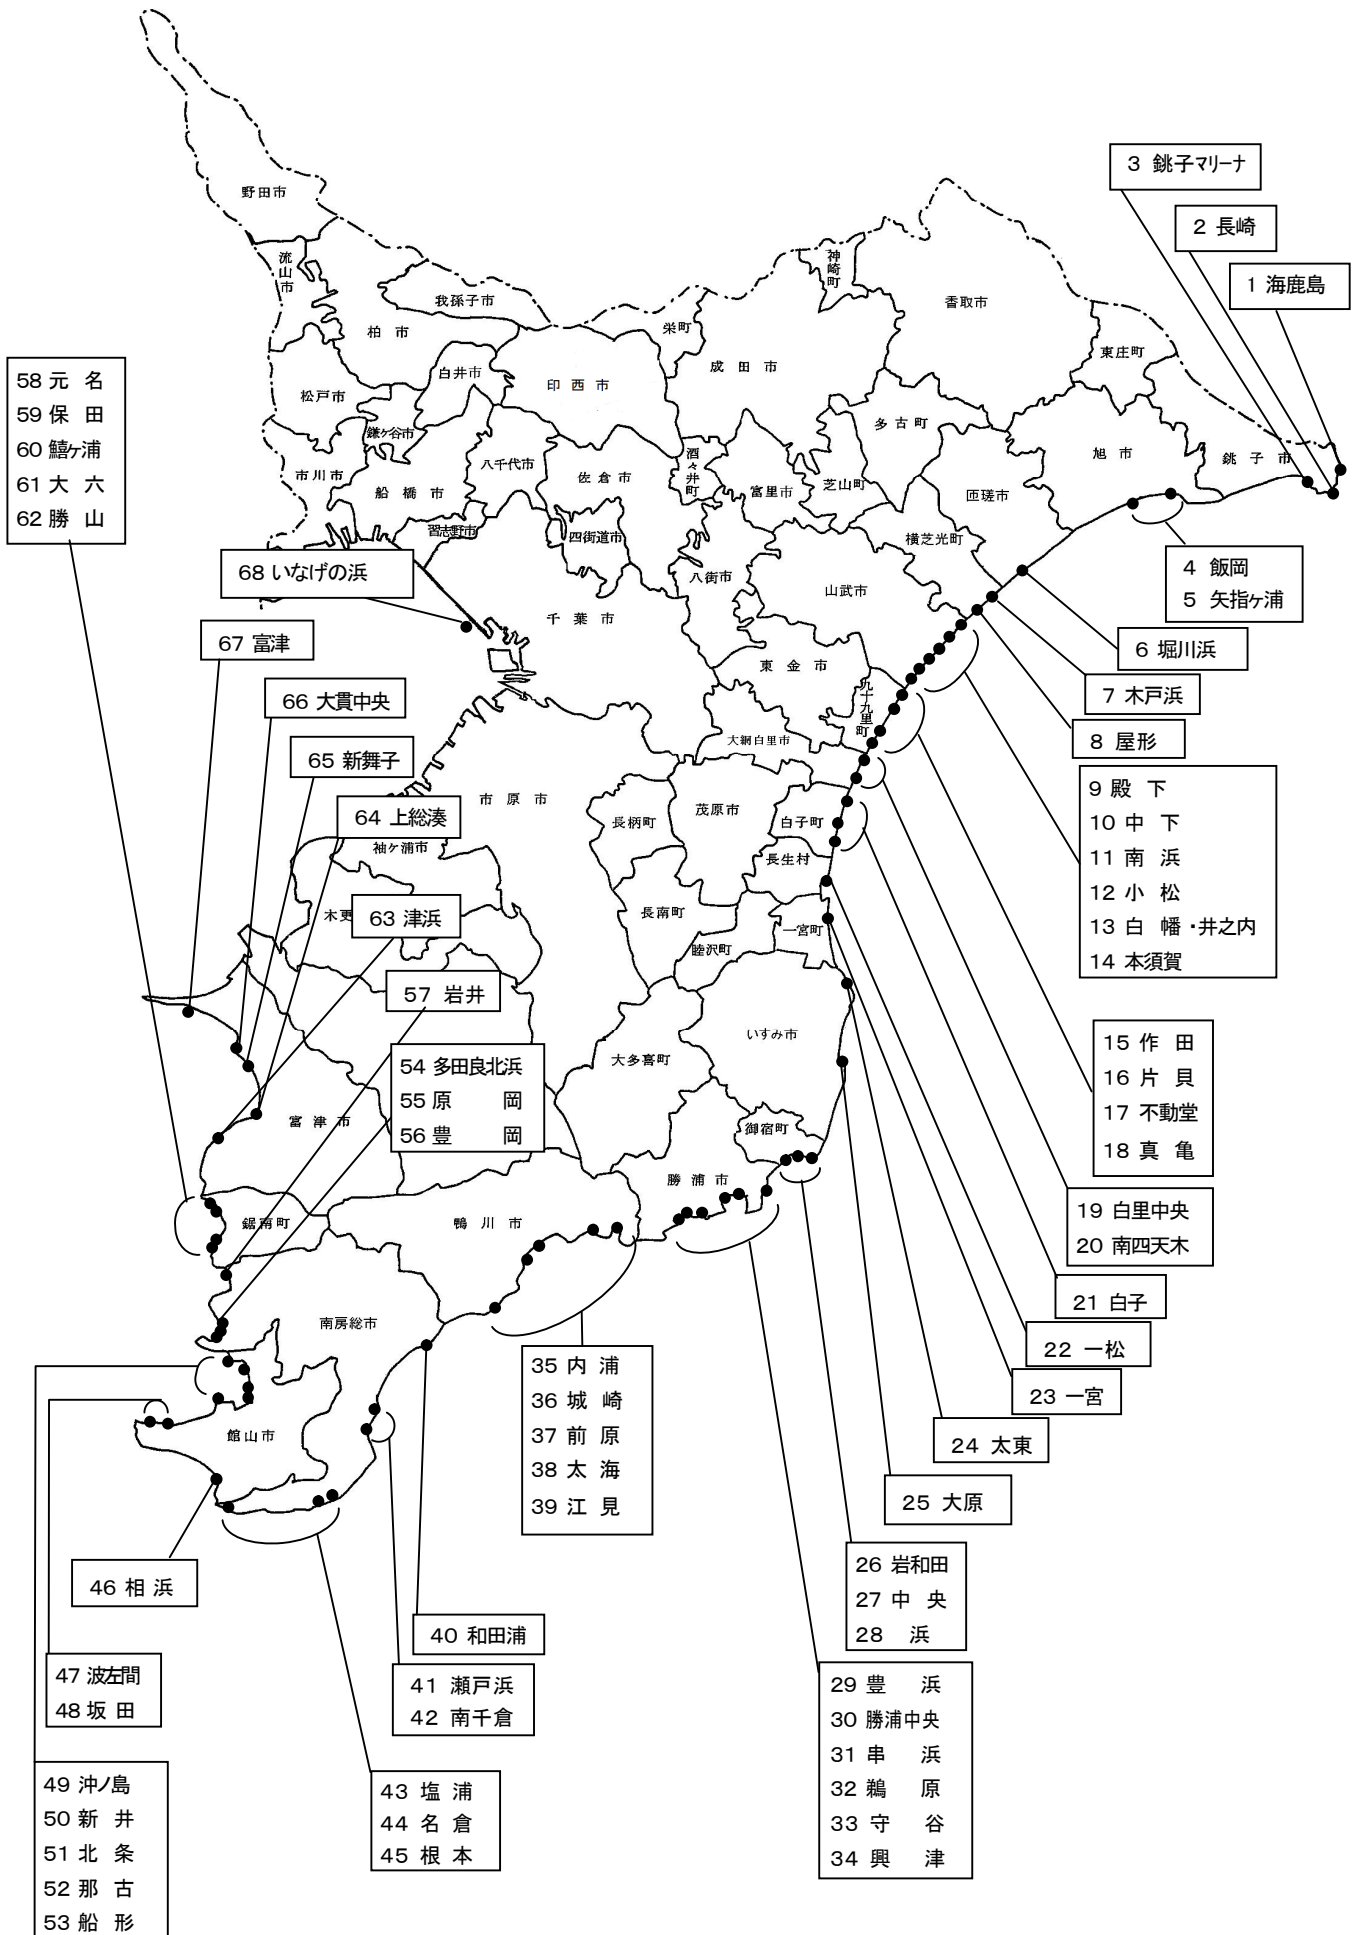 野田市
流山市
我孫子市
柏 市
松戸市
鎌ケ谷市
白井市
印 西 市
栄町
成 田 市
神崎町
香取市
東庄町
市川市
船 橋 市
八千代市
習志野市
佐 倉 市
四街道市
酒々井町
富里市
芝山町
多古町
匝瑳市
旭 市
銚 子 市
横芝光町
八街市
山武市
千 葉 市
東 金 市
九十九里町
大網白里市
市 原 市
長柄町
茂原市
白子町
長生村
長南町
一宮町
睦沢町
袖ケ浦市
木更
いすみ市
大多喜町
御宿町
勝 浦 市
富 津 市
鋸南町
鴨 川 市
南房総市
館山市
1 海鹿島
2 長崎
3 銚子マリーナ
4 飯岡
5 矢指ヶ浦
6 堀川浜
7 木戸浜
8 屋形
9 殿 下
10 中 下
11 南 浜
12 小 松
13 白 幡・井之内
14 本須賀
15 作 田
16 片 貝
17 不動堂
18 真 亀
19 白里中央
20 南四天木
21 白子
22 一松
23 一宮
24 太東
25 大原
26 岩和田
27 中 央
28 浜
29 豊 浜
30 勝浦中央
31 串 浜
32 鵜 原
33 守 谷
34 興 津
35 内 浦
36 城 崎
37 前 原
38 太 海
39 江 見
40 和田浦
41 瀬戸浜
42 南千倉
43 塩 浦
44 名 倉
45 根 本
46 相 浜
47 波左間
48 坂 田
49 沖ノ島
50 新 井
51 北 条
52 那 古
53 船 形
54 多田良北浜
55 原 岡
56 豊 岡
57 岩井
58 元 名
59 保 田
60 鱚ヶ浦
61 大 六
62 勝 山
63 津浜
64 上総湊
65 新舞子
66 大貫中央
67 富津
68 いなげの浜